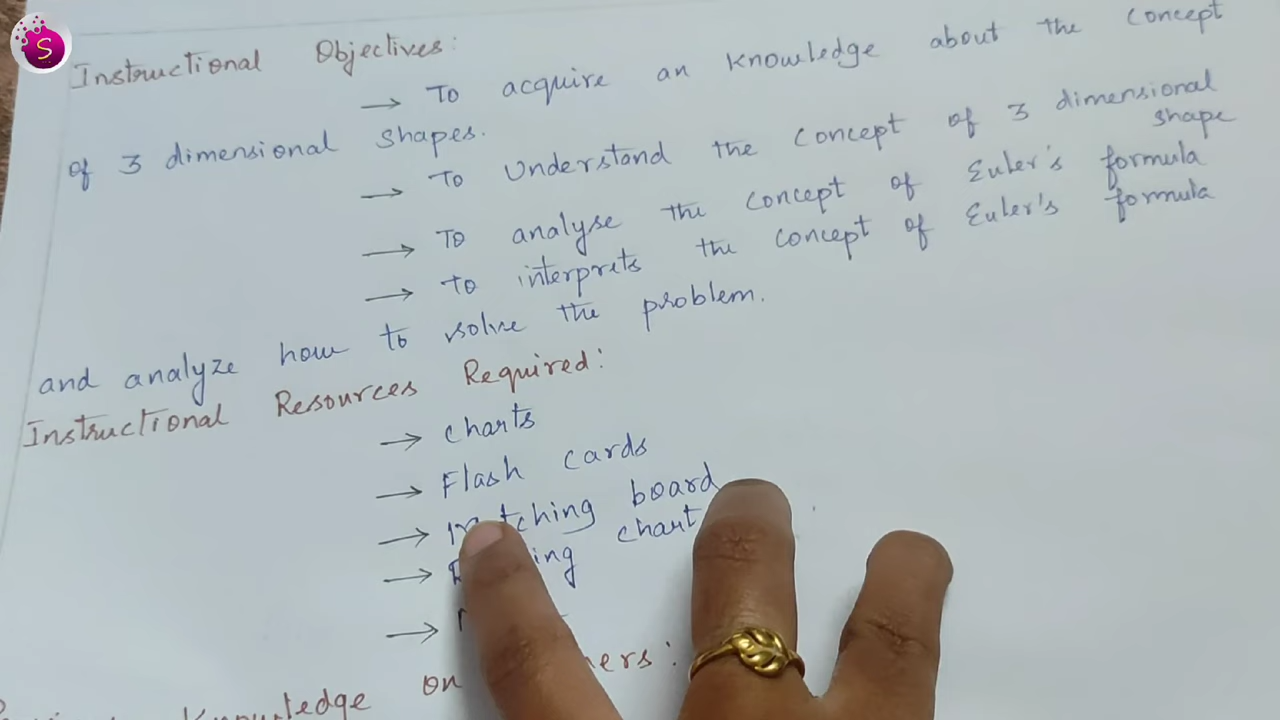 S
Instructional Objectives:
→ To acquire an knowledge about the concept
of 3 dimensional shapes.
→ To Understand the concept of 3 dimensional
shape
→ To analyse the concept of Euler's formula
→ To interprets the concept of Euler's formula
and analyze how to solve the problem.
Instructional Resources Required:
→ charts
→ Flash cards
→ board
→ chart
→
Knowledge on